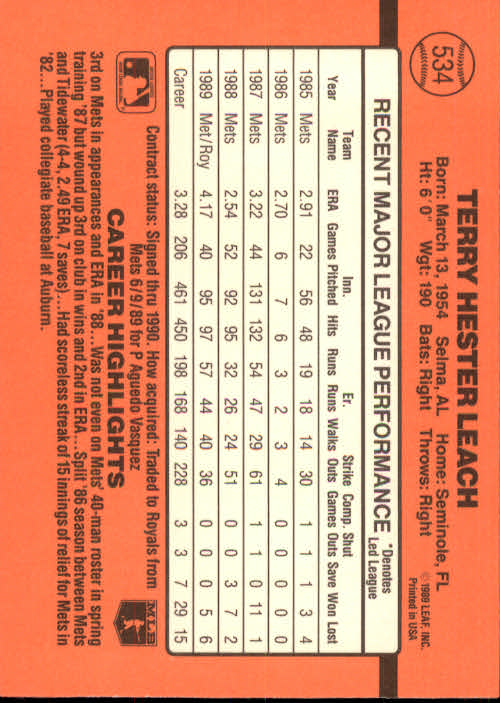 534
TERRY HESTER LEACH
Born: March 13, 1954 Selma, AL Home: Seminole, FL
Ht: 6'0" Wgt: 190 Bats: Right Throws: Right
© 1989 LEAF, INC.
Printed in USA
RECENT MAJOR LEAGUE PERFORMANCE *Denotes Led League
Year Team Name ERA Games Inn. Pitched Hits Runs Er. Runs Walks Strike Outs Comp. Games Shut Outs Save Won Lost
1985 Mets 2.91 22 56 48 19 18 14 30 1 1 1 3 4
1986 Mets 2.70 6 7 6 3 2 3 4 0 0 0 0 0
1987 Mets 3.22 44 131 132 54 47 29 61 1 1 0 11 1
1988 Mets 2.54 52 92 95 32 26 24 51 0 0 3 7 2
1989 Met/Roy 4.17 40 95 97 57 44 40 36 0 0 0 5 6
Career 3.28 206 461 450 198 168 140 228 3 3 7 29 15
Contract status: Signed thru 1990. How acquired: Traded to Royals from
Mets 6/9/89 for P Aguedo Vasquez
CAREER HIGHLIGHTS
MLB
3rd on Mets in appearances and ERA in '88...Was not even on Mets' 40-man roster in spring
training '87 but wound up 3rd on club in wins and 2nd in ERA...Split '86 season between Mets
and Tidewater (4-4, 2.49 ERA, 7 saves)...Had scoreless streak of 15 innings of relief for Mets in
'82...Played collegiate baseball at Auburn.